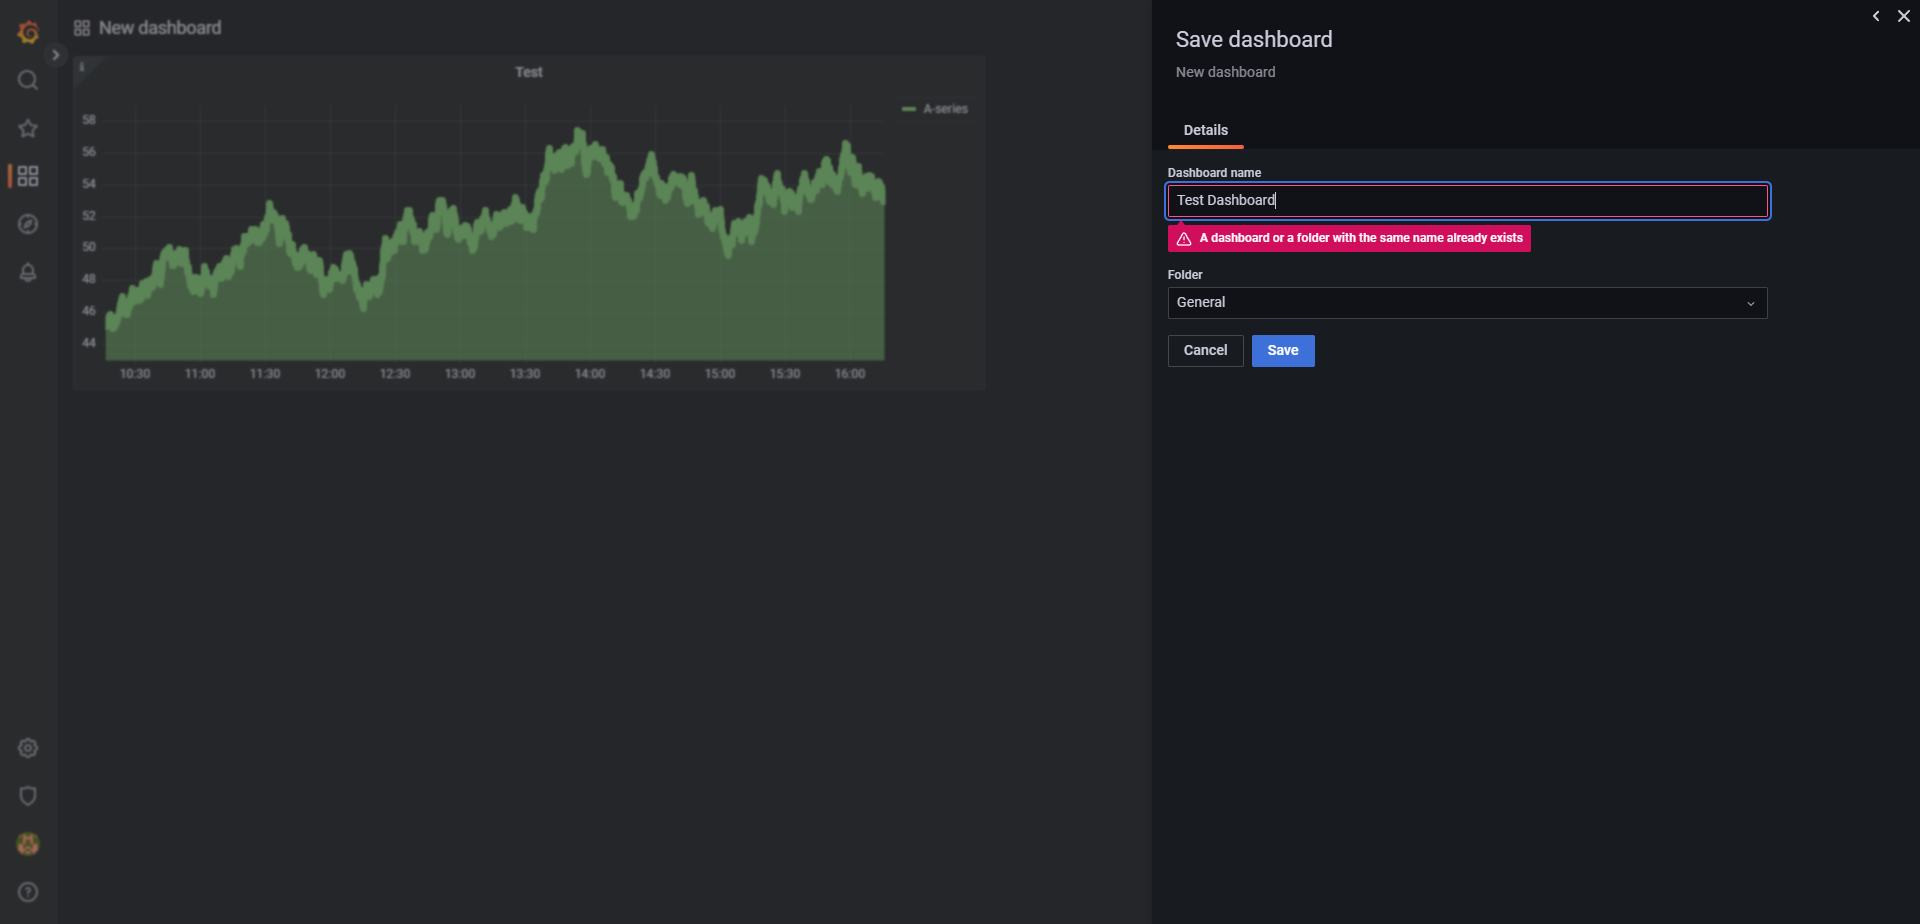 New dashboard
Test
A-series
58
56
54
52
50
48
46
44
10:30 11:00 11:30 12:00 12:30 13:00 13:30 14:00 14:30 15:00 15:30 16:00
Save dashboard
New dashboard
Details
Dashboard name
Test Dashboard
A dashboard or a folder with the same name already exists
Folder
General
Cancel Save